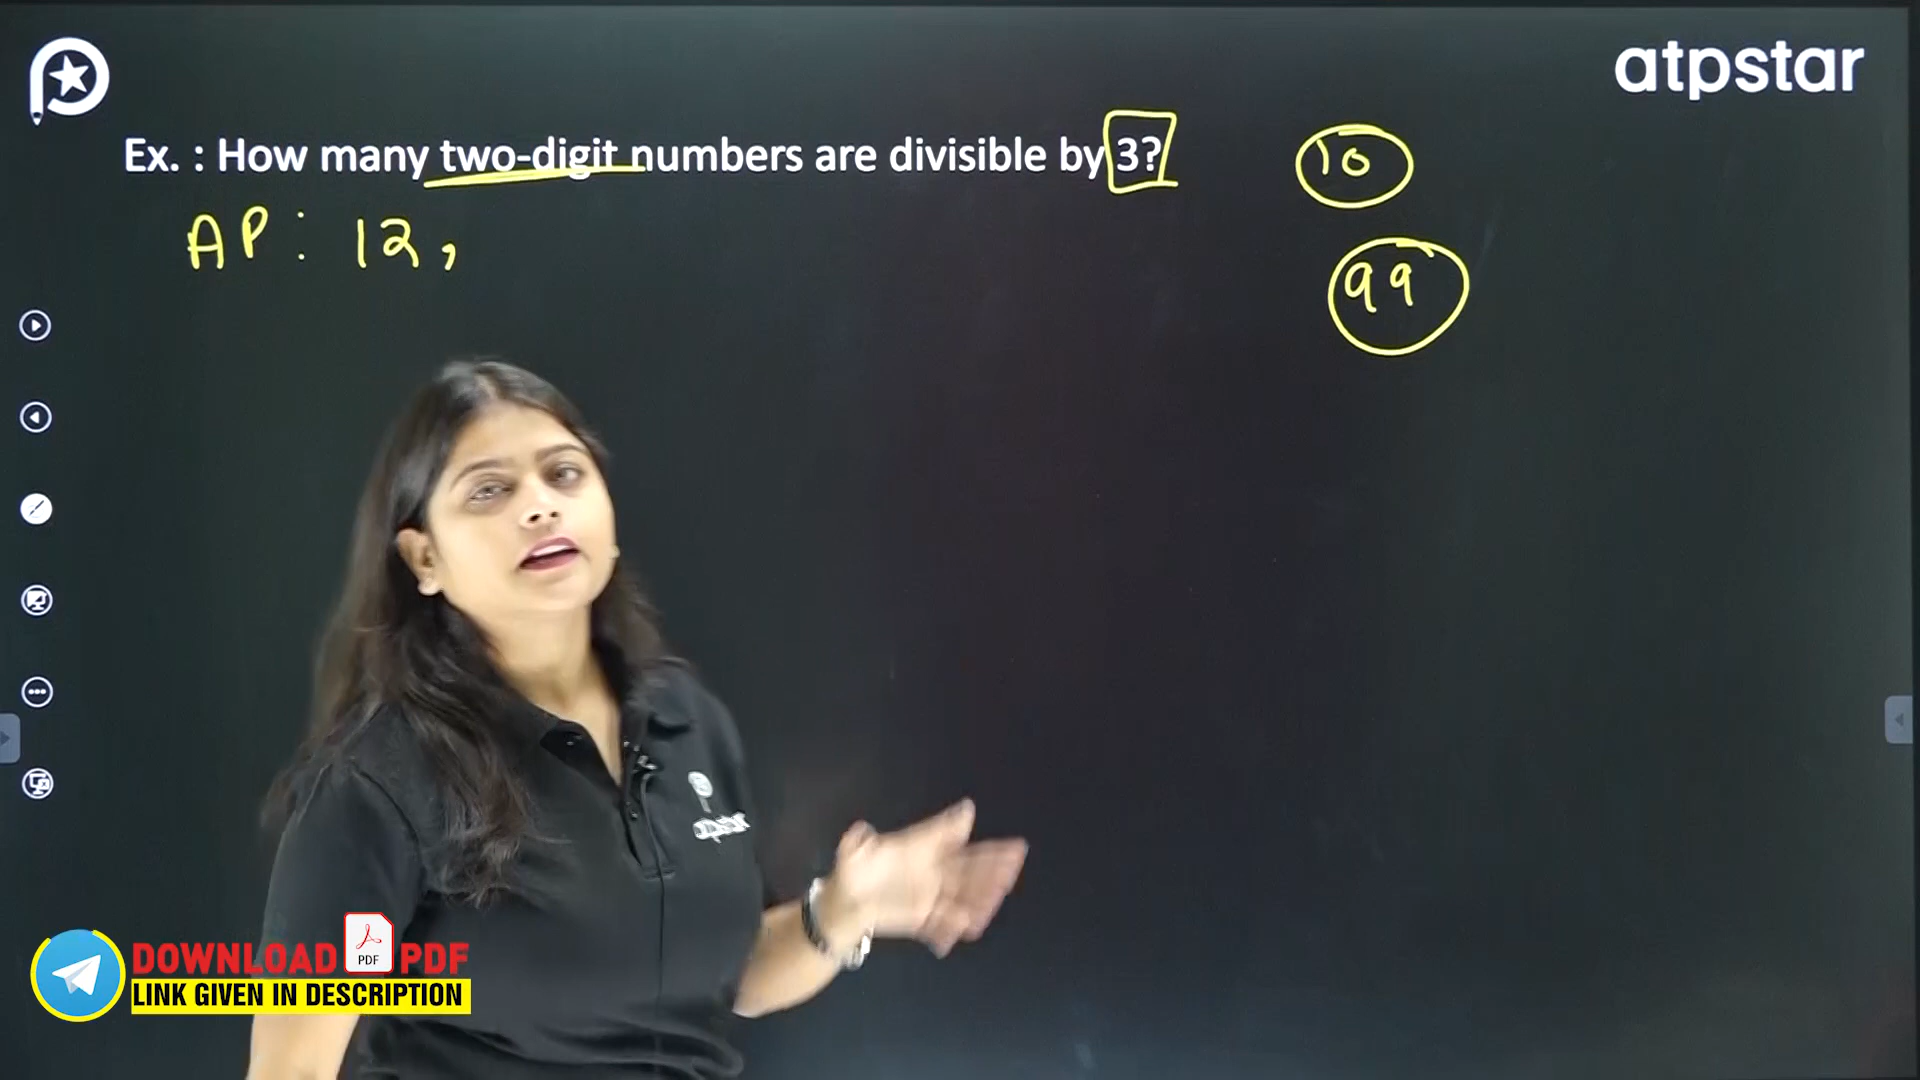 atpstar
Ex. : How many two-digit numbers are divisible by 3?
10
AP : 12,
99
DOWNLOAD PDF
PDF
LINK GIVEN IN DESCRIPTION